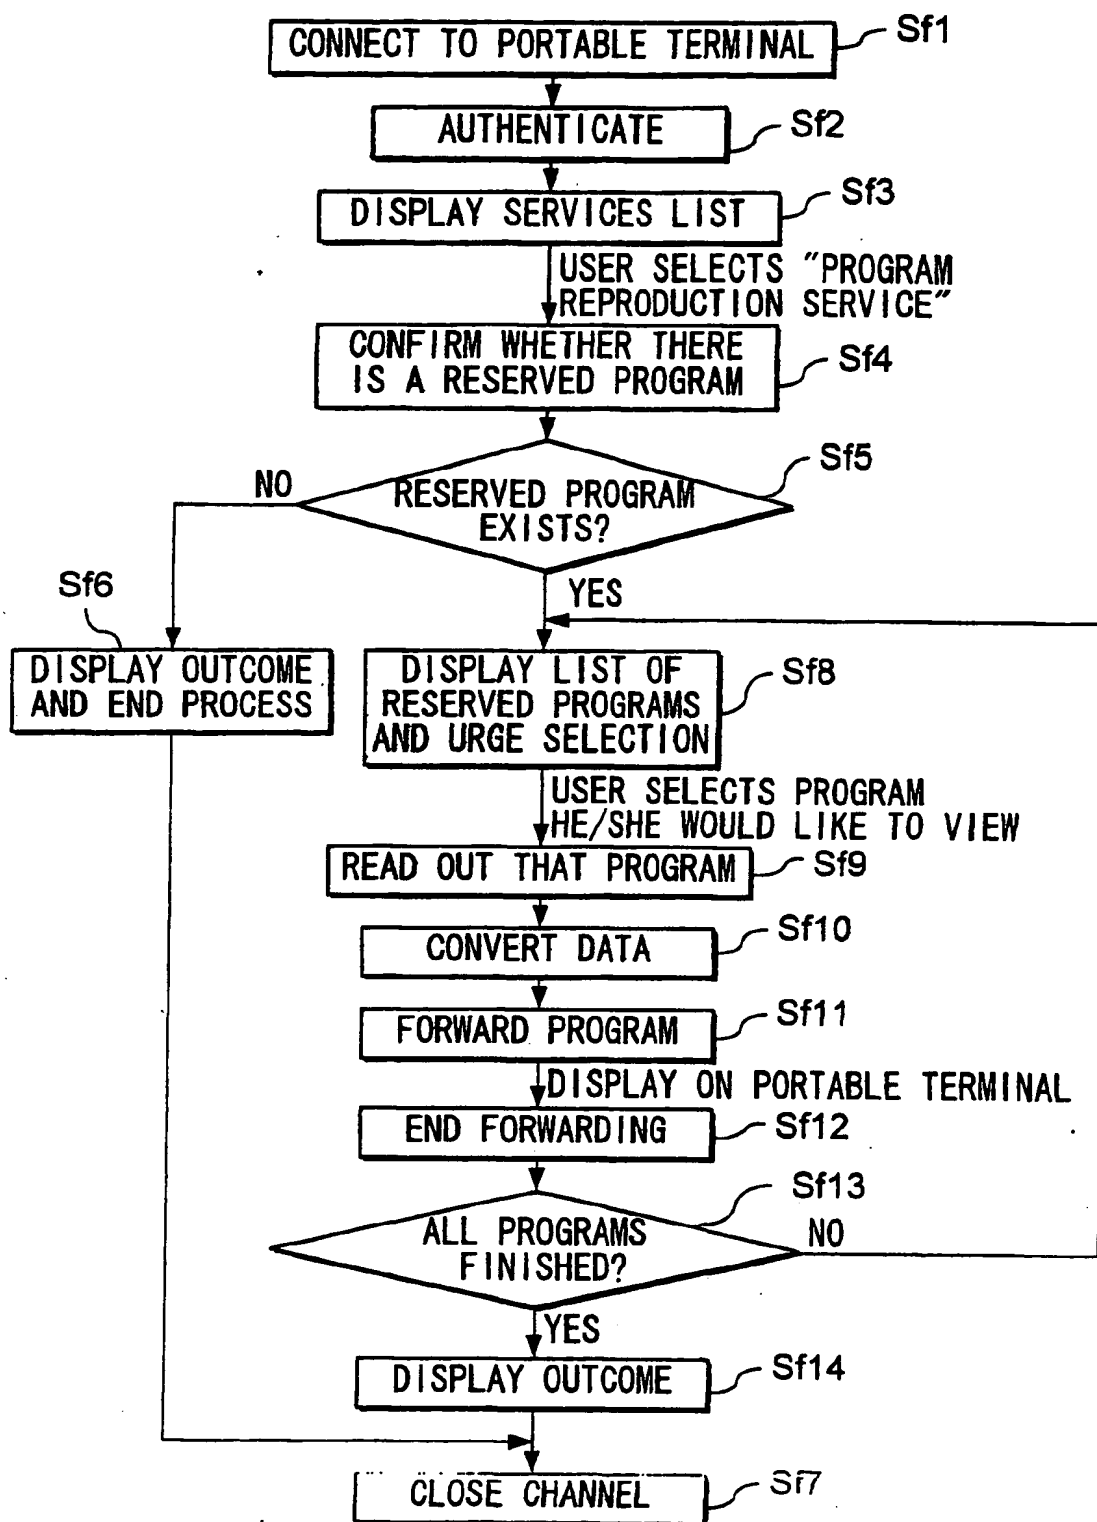 CONNECT TO PORTABLE TERMINAL
Sf1
AUTHENTICATE
Sf2
DISPLAY SERVICES LIST
Sf3
USER SELECTS "PROGRAM
REPRODUCTION SERVICE"
CONFIRM WHETHER THERE
IS A RESERVED PROGRAM
Sf4
RESERVED PROGRAM
EXISTS?
Sf5
NO
YES
Sf6
DISPLAY OUTCOME
AND END PROCESS
DISPLAY LIST OF
RESERVED PROGRAMS
AND URGE SELECTION
Sf8
USER SELECTS PROGRAM
HE/SHE WOULD LIKE TO VIEW
READ OUT THAT PROGRAM
Sf9
CONVERT DATA
Sf10
FORWARD PROGRAM
Sf11
DISPLAY ON PORTABLE TERMINAL
END FORWARDING
Sf12
ALL PROGRAMS
FINISHED?
Sf13
NO
YES
DISPLAY OUTCOME
Sf14
CLOSE CHANNEL
Sf7